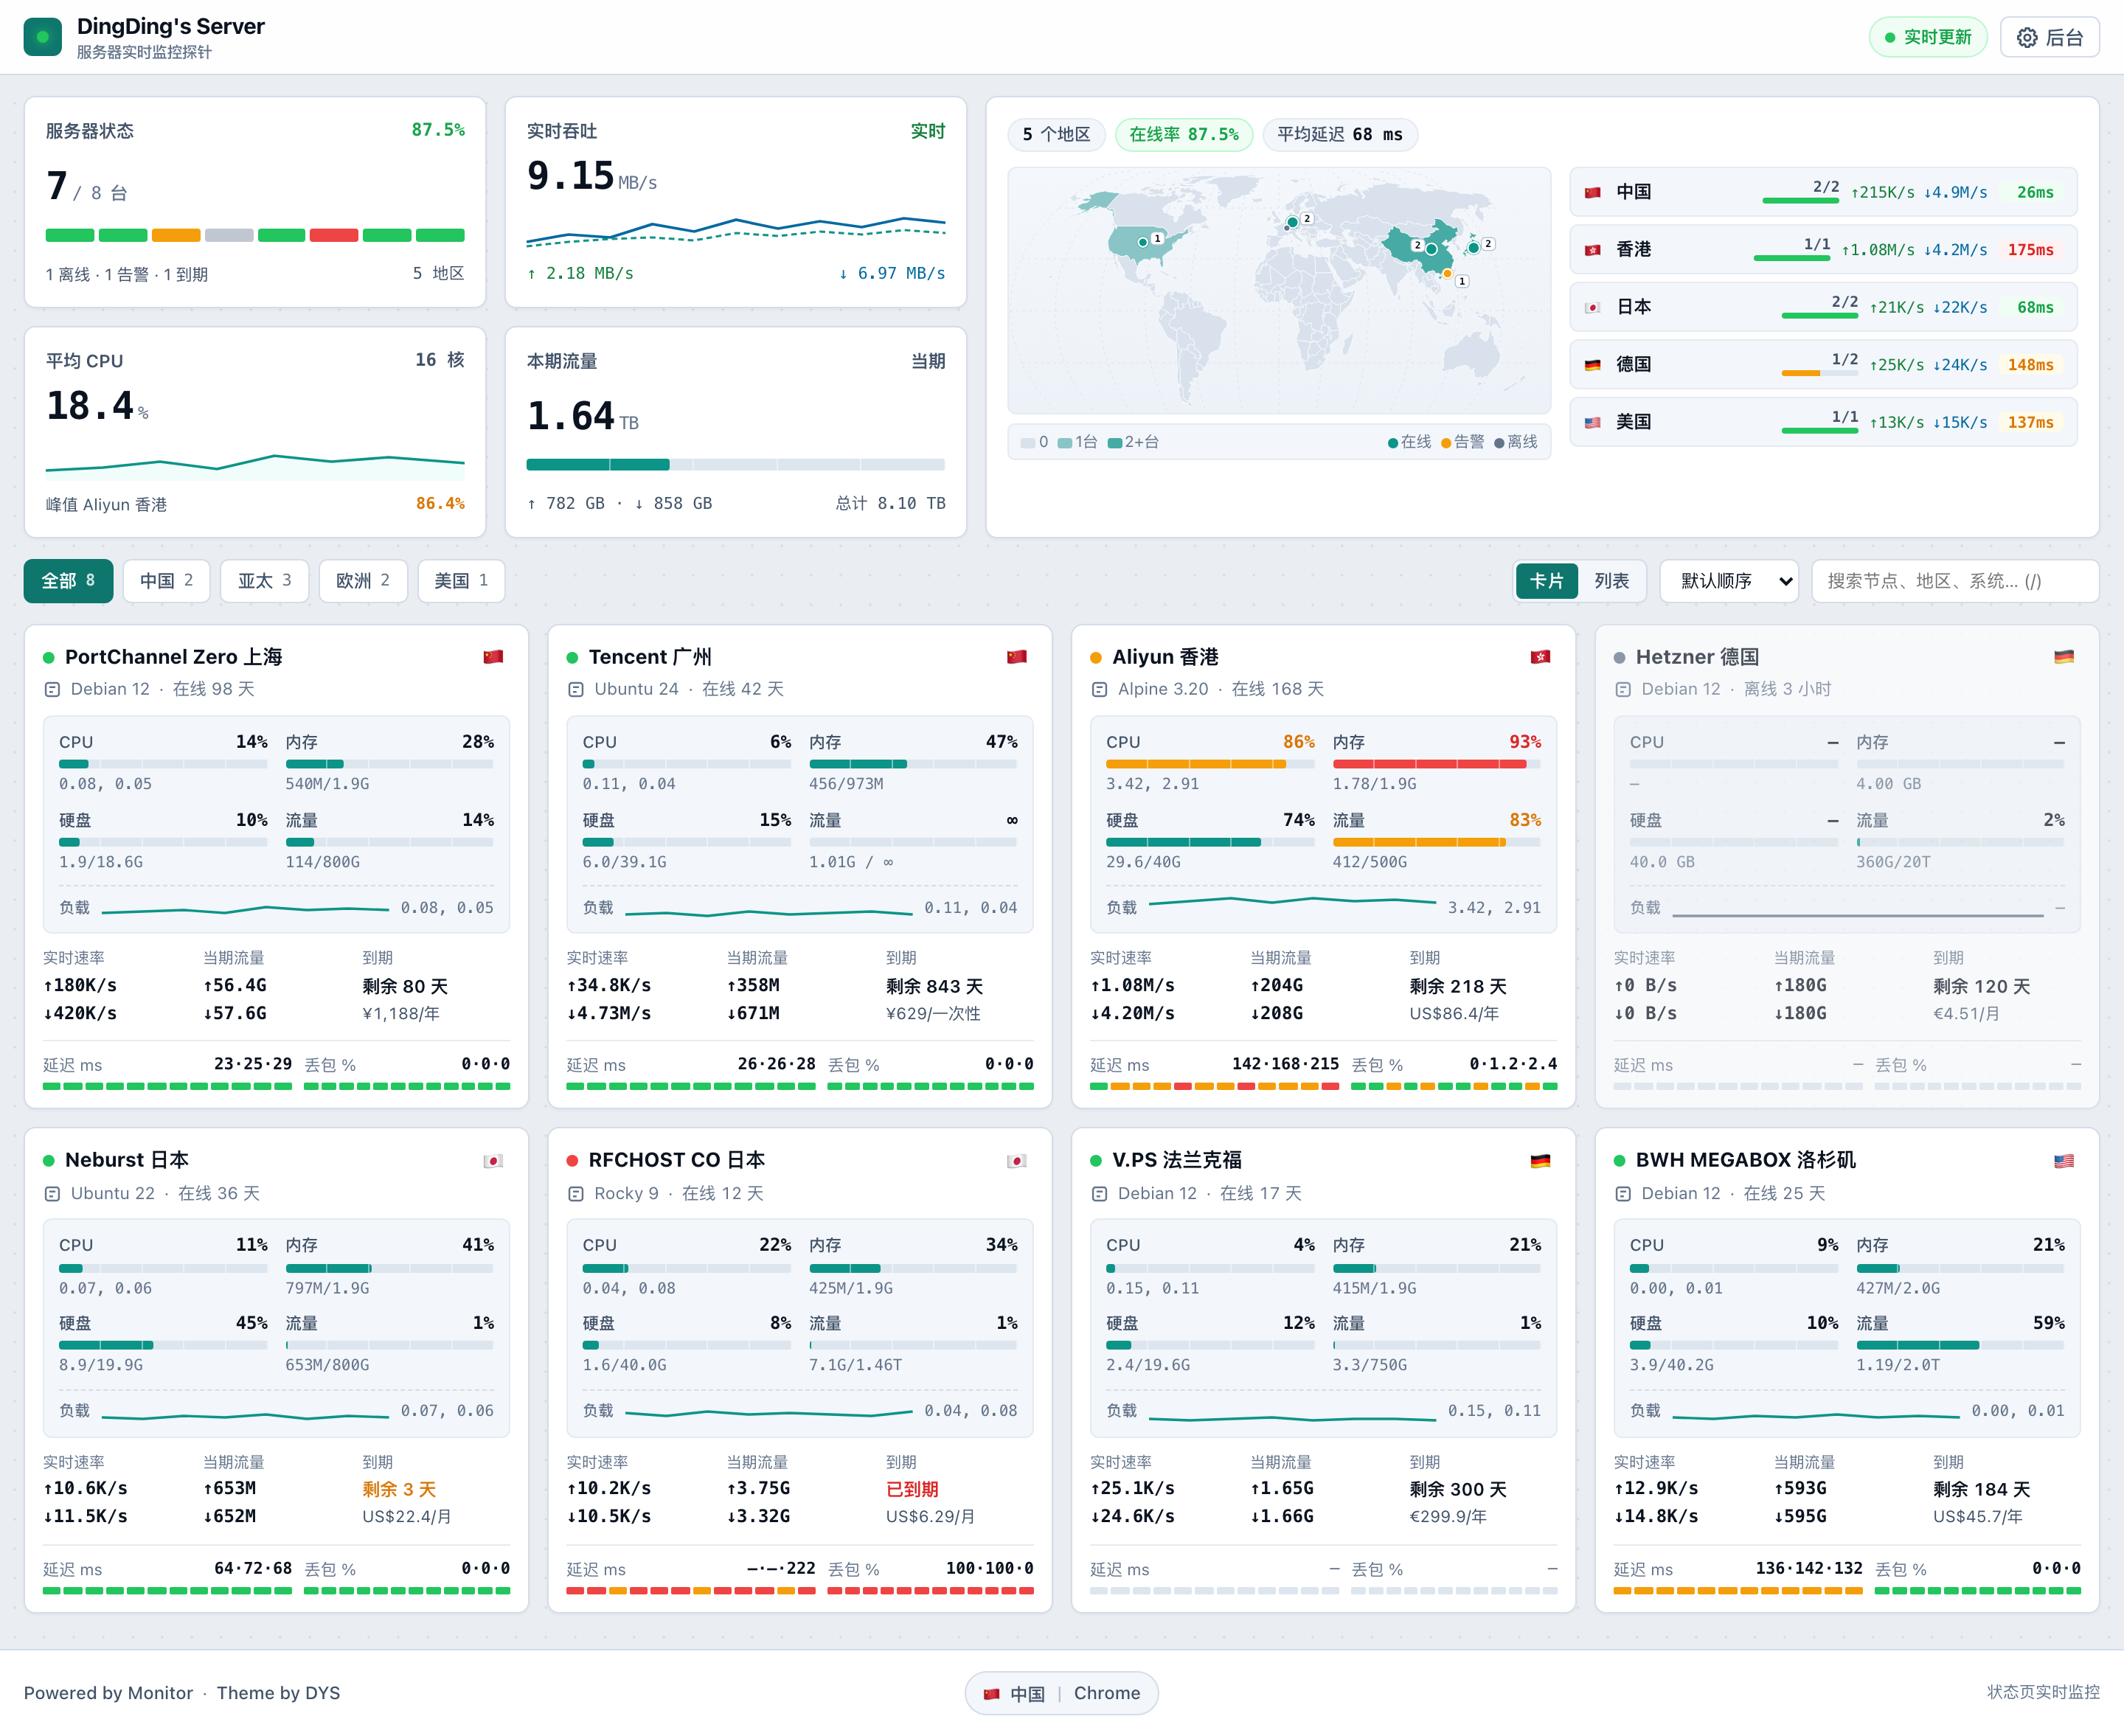 DingDing's Server
服务器实时监控探针
实时更新
后台
服务器状态 87.5%
7 / 8 台
1 离线 · 1 告警 · 1 到期 5 地区
实时吞吐 实时
9.15 MB/s
↑ 2.18 MB/s ↓ 6.97 MB/s
平均 CPU 16 核
18.4 %
峰值 Aliyun 香港 86.4%
本期流量 当期
1.64 TB
↑ 782 GB · ↓ 858 GB 总计 8.10 TB
5 个地区 在线率 87.5% 平均延迟 68 ms
1
2
2
2
1
0 1台 2+台 在线 告警 离线
中国 2/2 ↑215K/s ↓4.9M/s 26ms
香港 1/1 ↑1.08M/s ↓4.2M/s 175ms
日本 2/2 ↑21K/s ↓22K/s 68ms
德国 1/2 ↑25K/s ↓24K/s 148ms
美国 1/1 ↑13K/s ↓15K/s 137ms
全部 8 中国 2 亚太 3 欧洲 2 美国 1
卡片 列表 默认顺序 搜索节点、地区、系统... (/)
PortChannel Zero 上海
Debian 12 · 在线 98 天
CPU 14% 内存 28%
0.08, 0.05 540M/1.9G
硬盘 10% 流量 14%
1.9/18.6G 114/800G
负载 0.08, 0.05
实时速率 当期流量 到期
↑180K/s ↑56.4G 剩余 80 天
↓420K/s ↓57.6G ¥1,188/年
延迟 ms 23·25·29 丢包 % 0·0·0
Tencent 广州
Ubuntu 24 · 在线 42 天
CPU 6% 内存 47%
0.11, 0.04 456/973M
硬盘 15% 流量 ∞
6.0/39.1G 1.01G / ∞
负载 0.11, 0.04
实时速率 当期流量 到期
↑34.8K/s ↑358M 剩余 843 天
↓4.73M/s ↓671M ¥629/一次性
延迟 ms 26·26·28 丢包 % 0·0·0
Aliyun 香港
Alpine 3.20 · 在线 168 天
CPU 86% 内存 93%
3.42, 2.91 1.78/1.9G
硬盘 74% 流量 83%
29.6/40G 412/500G
负载 3.42, 2.91
实时速率 当期流量 到期
↑1.08M/s ↑204G 剩余 218 天
↓4.20M/s ↓208G US$86.4/年
延迟 ms 142·168·215 丢包 % 0·1.2·2.4
Hetzner 德国
Debian 12 · 离线 3 小时
CPU — 内存 —
— 4.00 GB
硬盘 — 流量 2%
40.0 GB 360G/20T
负载 —
实时速率 当期流量 到期
↑0 B/s ↑180G 剩余 120 天
↓0 B/s ↓180G €4.51/月
延迟 ms — 丢包 % —
Neburst 日本
Ubuntu 22 · 在线 36 天
CPU 11% 内存 41%
0.07, 0.06 797M/1.9G
硬盘 45% 流量 1%
8.9/19.9G 653M/800G
负载 0.07, 0.06
实时速率 当期流量 到期
↑10.6K/s ↑653M 剩余 3 天
↓11.5K/s ↓652M US$22.4/月
延迟 ms 64·72·68 丢包 % 0·0·0
RFCHOST CO 日本
Rocky 9 · 在线 12 天
CPU 22% 内存 34%
0.04, 0.08 425M/1.9G
硬盘 8% 流量 1%
1.6/40.0G 7.1G/1.46T
负载 0.04, 0.08
实时速率 当期流量 到期
↑10.2K/s ↑3.75G 已到期
↓10.5K/s ↓3.32G US$6.29/月
延迟 ms —·—·222 丢包 % 100·100·0
V.PS 法兰克福
Debian 12 · 在线 17 天
CPU 4% 内存 21%
0.15, 0.11 415M/1.9G
硬盘 12% 流量 1%
2.4/19.6G 3.3/750G
负载 0.15, 0.11
实时速率 当期流量 到期
↑25.1K/s ↑1.65G 剩余 300 天
↓24.6K/s ↓1.66G €299.9/年
延迟 ms — 丢包 % —
BWH MEGABOX 洛杉矶
Debian 12 · 在线 25 天
CPU 9% 内存 21%
0.00, 0.01 427M/2.0G
硬盘 10% 流量 59%
3.9/40.2G 1.19/2.0T
负载 0.00, 0.01
实时速率 当期流量 到期
↑12.9K/s ↑593G 剩余 184 天
↓14.8K/s ↓595G US$45.7/年
延迟 ms 136·142·132 丢包 % 0·0·0
Powered by Monitor · Theme by DYS
中国 | Chrome
状态页实时监控